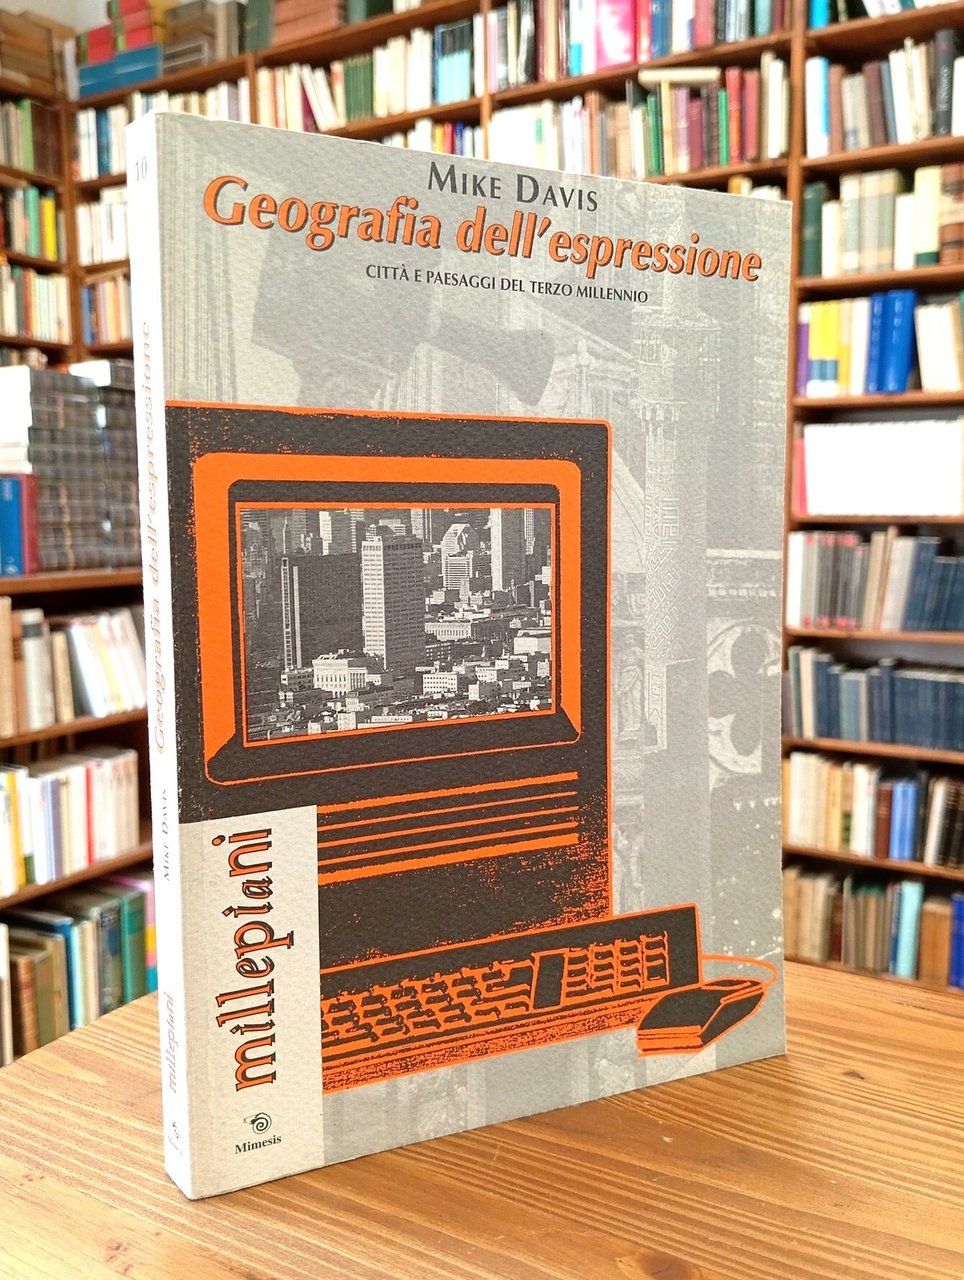 MIKE DAVIS
Geografia dell'espressione
CITTÀ E PAESAGGI DEL TERZO MILLENNIO
millepiani
Mimesis
10
Geografia dell'espressione
MIKE DAVIS
millepiani
Mimesis